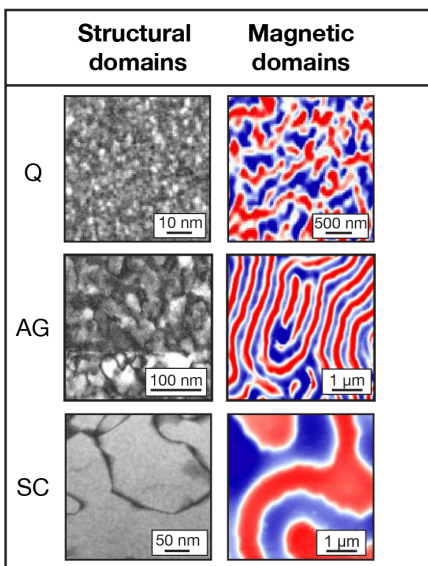 Structural domains
Magnetic domains
Q
10 nm
500 nm
AG
100 nm
1 µm
SC
50 nm
1 µm